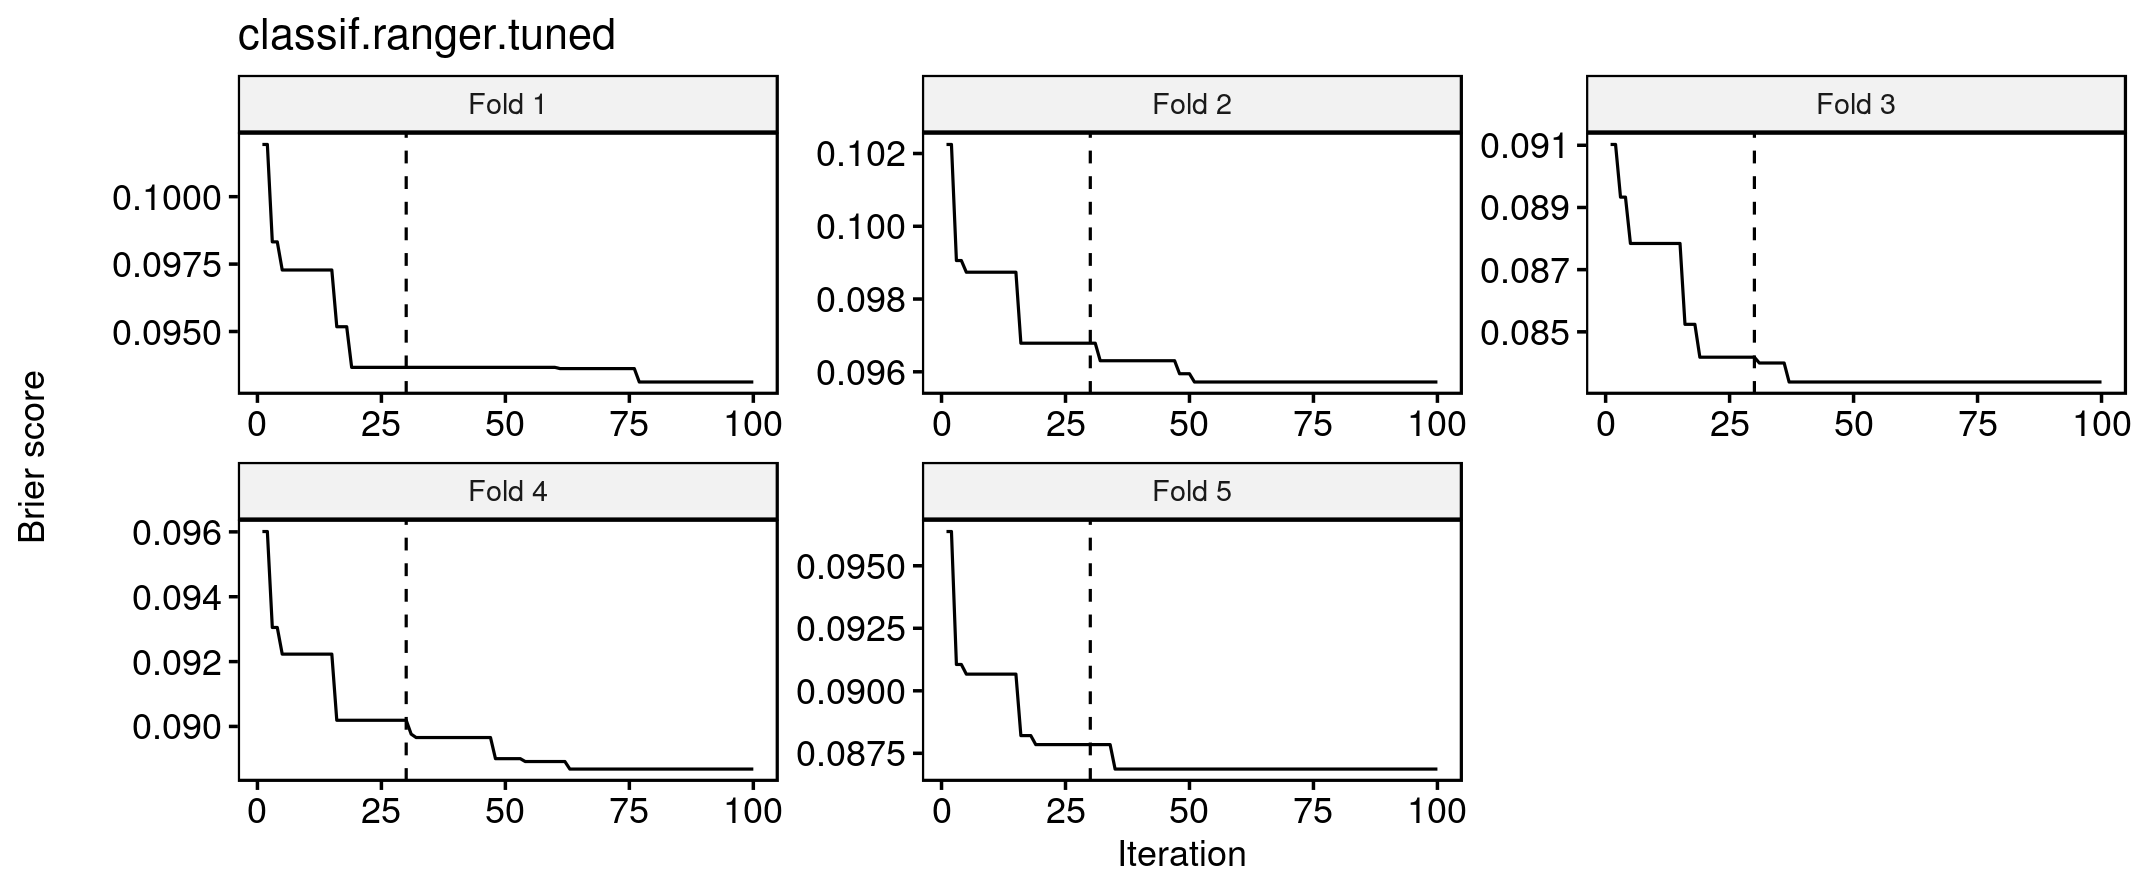 classif.ranger.tuned
Brier score
Fold 1
0.1000
0.0975
0.0950
0 25 50 75 100
Fold 2
0.102
0.100
0.098
0.096
0 25 50 75 100
Fold 3
0.091
0.089
0.087
0.085
0 25 50 75 100
Fold 4
0.096
0.094
0.092
0.090
0 25 50 75 100
Fold 5
0.0950
0.0925
0.0900
0.0875
0 25 50 75 100
Iteration